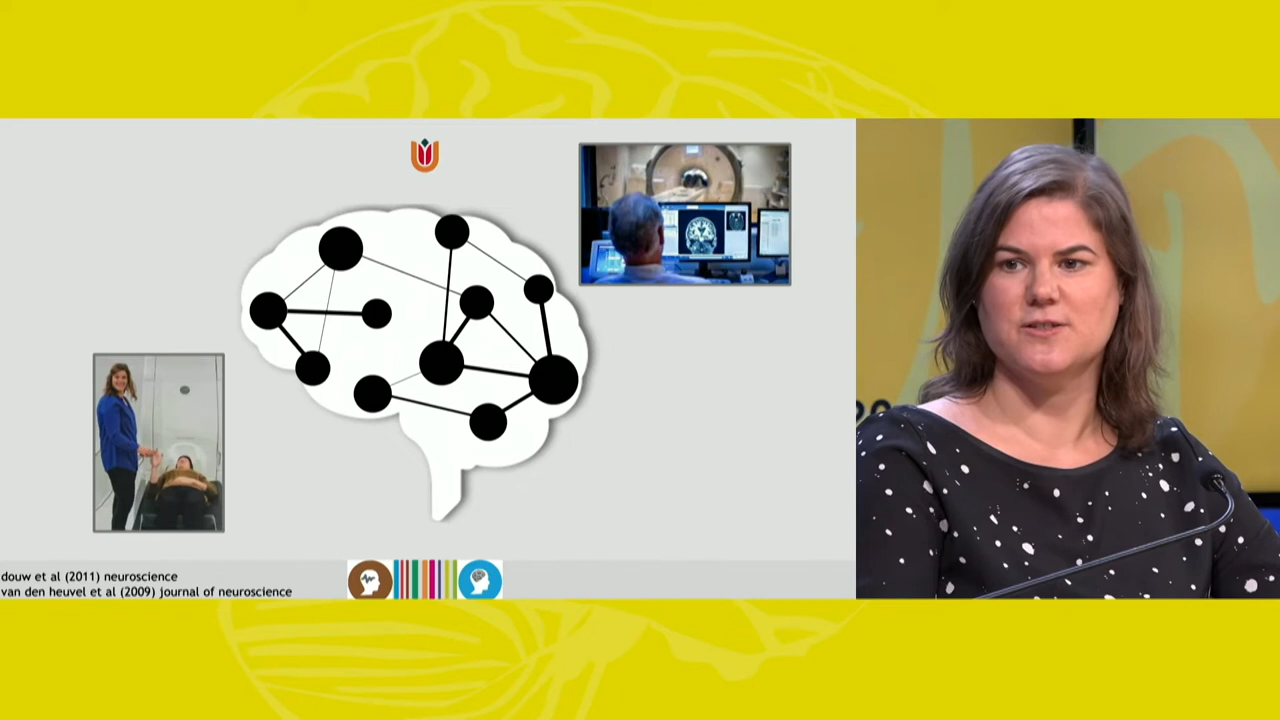 douw et al (2011) neuroscience
van den heuvel et al (2009) journal of neuroscience